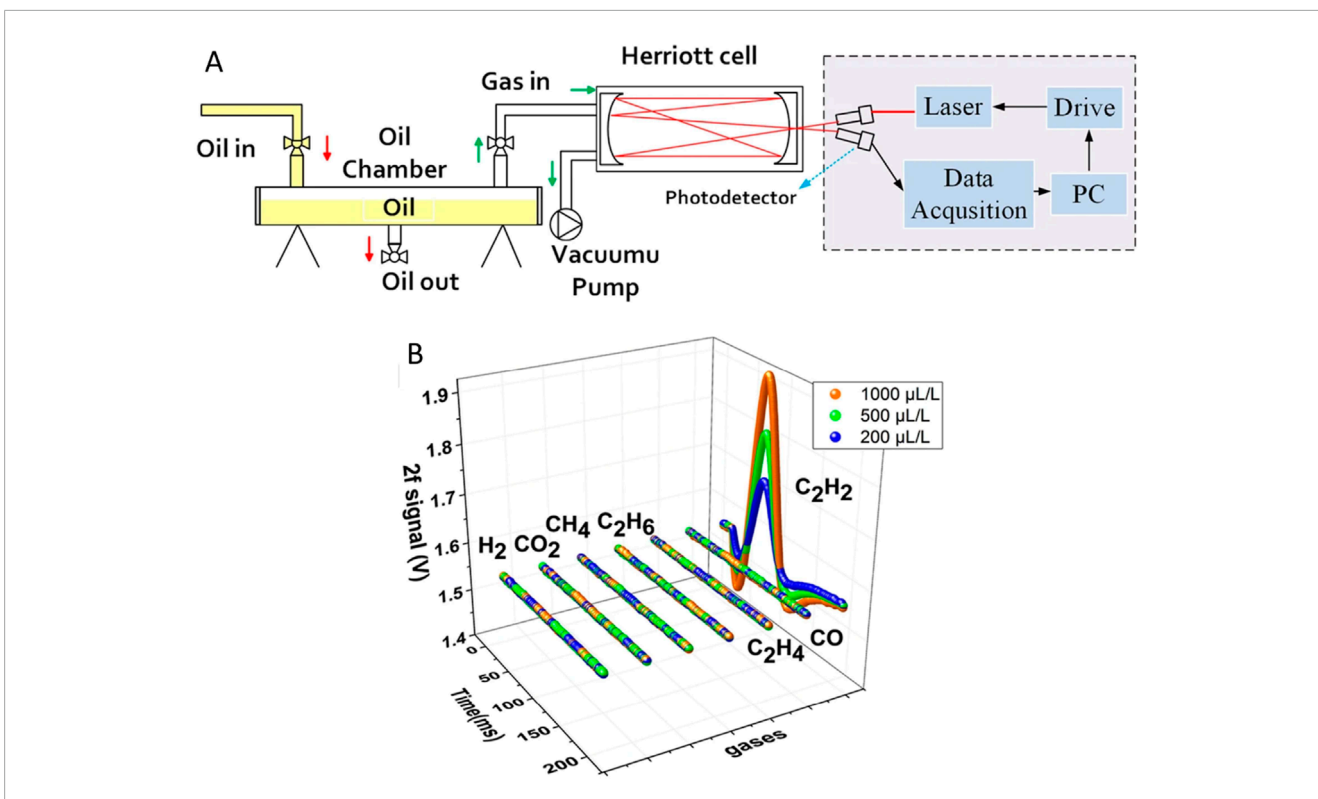 A
Herriott cell
Gas in
Laser
Drive
Oil in
Oil
Chamber
Photodetector
Data
Acqusition
PC
Oil
Vacuumu
Pump
Oil out
B
1.9
1.8
1.7
1.6
1.5
1.4
2f signal (V)
1000 µL/L
500 µL/L
200 µL/L
C2H2
H2
CO2
CH4
C2H6
C2H4
CO
0
50
100
150
200
Time(ms)
gases